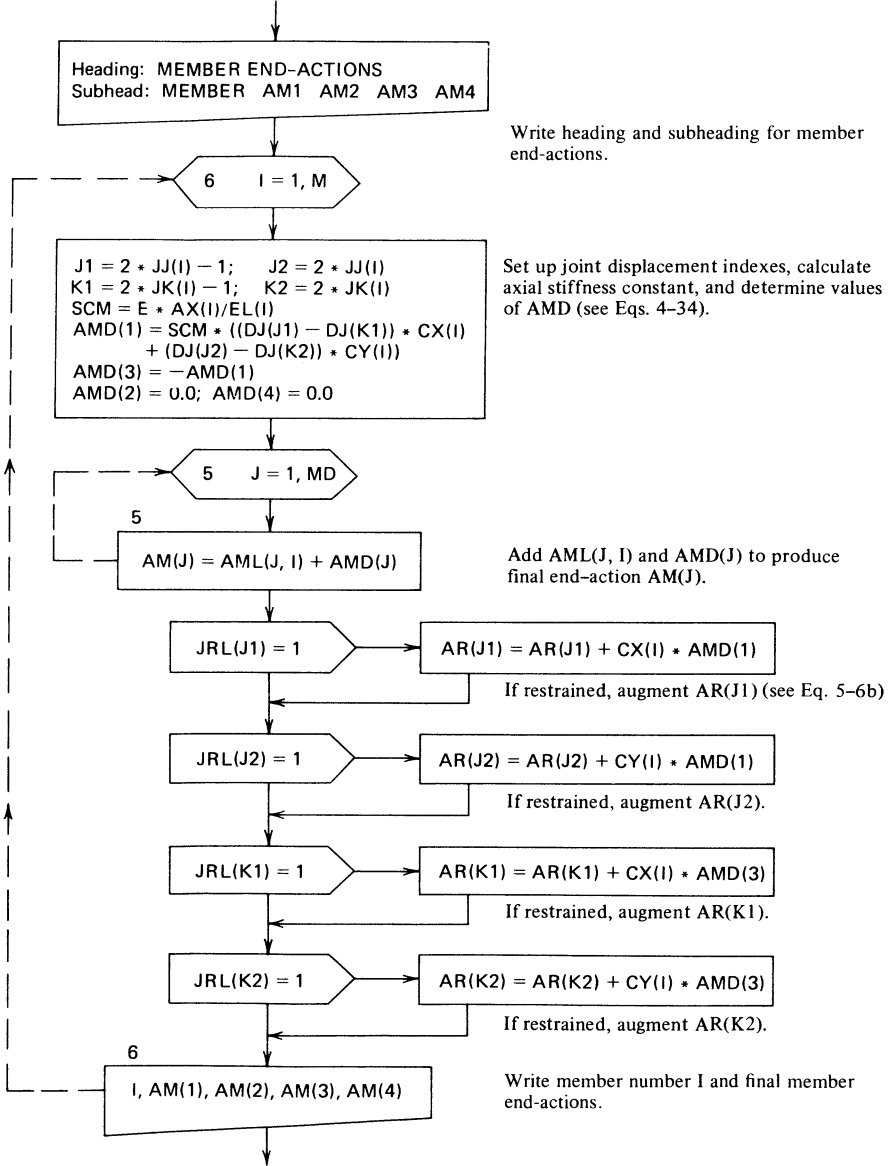 Heading: MEMBER END-ACTIONS
Subhead: MEMBER AM1 AM2 AM3 AM4
Write heading and subheading for member
end-actions.
6 I = 1, M
J1 = 2 * JJ(I) – 1; J2 = 2 * JJ(I)
K1 = 2 * JK(I) – 1; K2 = 2 * JK(I)
SCM = E * AX(I)/EL(I)
AMD(1) = SCM * ((DJ(J1) – DJ(K1)) * CX(I)
+ (DJ(J2) – DJ(K2)) * CY(I))
AMD(3) = –AMD(1)
AMD(2) = 0.0; AMD(4) = 0.0
Set up joint displacement indexes, calculate
axial stiffness constant, and determine values
of AMD (see Eqs. 4–34).
5 J = 1, MD
5
AM(J) = AML(J, I) + AMD(J)
Add AML(J, I) and AMD(J) to produce
final end–action AM(J).
JRL(J1) = 1
AR(J1) = AR(J1) + CX(I) * AMD(1)
If restrained, augment AR(J1) (see Eq. 5–6b)
JRL(J2) = 1
AR(J2) = AR(J2) + CY(I) * AMD(1)
If restrained, augment AR(J2).
JRL(K1) = 1
AR(K1) = AR(K1) + CX(I) * AMD(3)
If restrained, augment AR(K1).
JRL(K2) = 1
AR(K2) = AR(K2) + CY(I) * AMD(3)
If restrained, augment AR(K2).
6
I, AM(1), AM(2), AM(3), AM(4)
Write member number I and final member
end-actions.